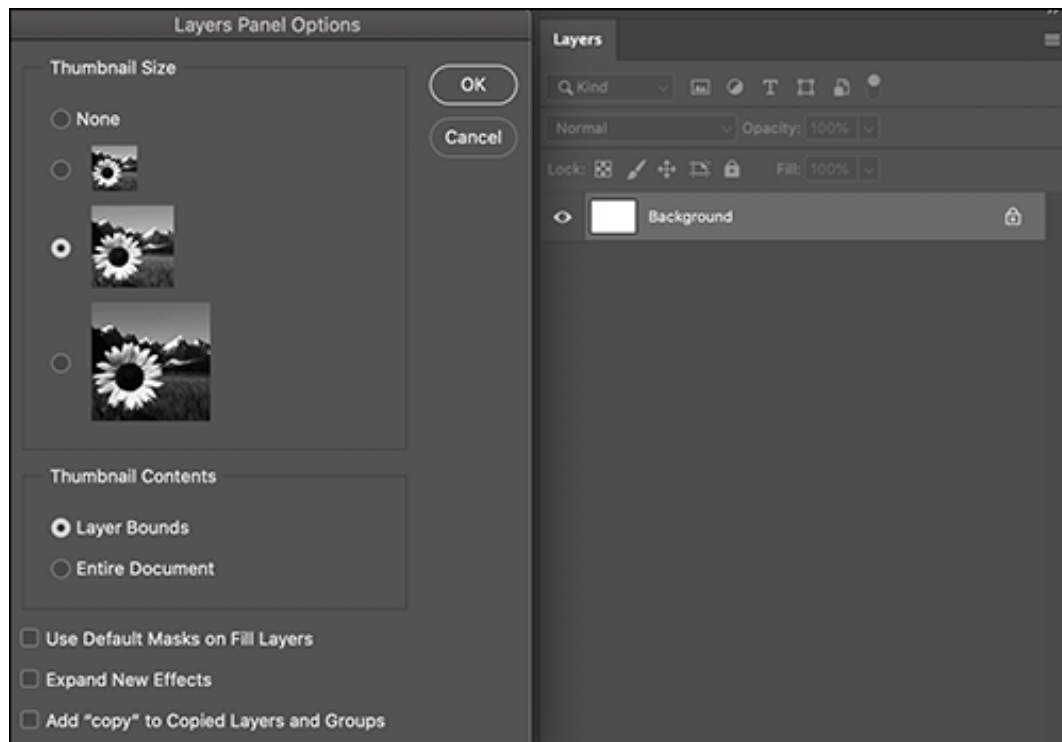 Layers Panel Options
Thumbnail Size
OK
None
Cancel
Thumbnail Contents
Layer Bounds
Entire Document
Use Default Masks on Fill Layers
Expand New Effects
Add “copy” to Copied Layers and Groups
Layers
Kind
Normal Opacity: 100%
Lock: Fill: 100%
Background